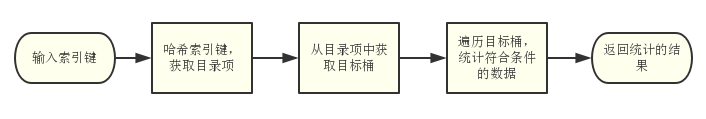 输入索引键
哈希索引键，
获取目录项
从目录项中获
取目标桶
遍历目标桶，
统计符合条件
的数据
返回统计的结
果